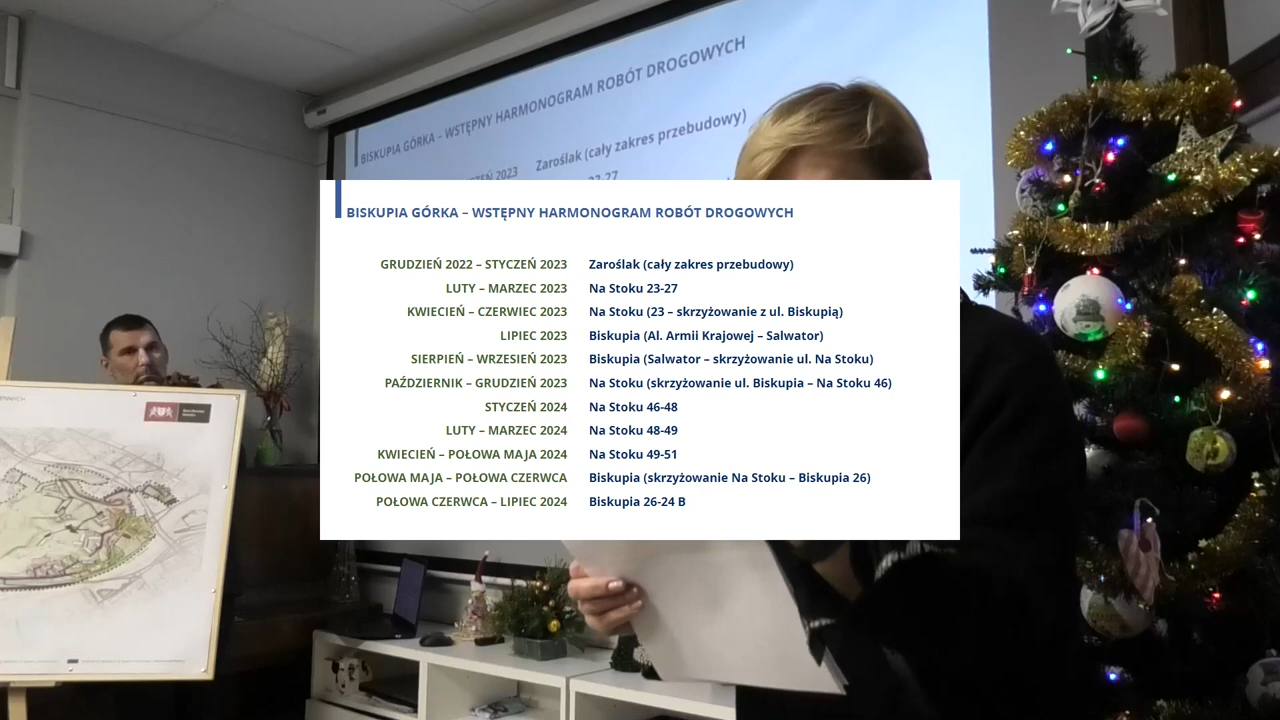 BISKUPIA GÓRKA – WSTĘPNY HARMONOGRAM ROBÓT DROGOWYCH
Zaroślak (cały zakres przebudowy)
BISKUPIA GÓRKA – WSTĘPNY HARMONOGRAM ROBÓT DROGOWYCH
GRUDZIEŃ 2022 – STYCZEŃ 2023 Zaroślak (cały zakres przebudowy)
LUTY – MARZEC 2023 Na Stoku 23-27
KWIECIEŃ – CZERWIEC 2023 Na Stoku (23 – skrzyżowanie z ul. Biskupią)
LIPIEC 2023 Biskupia (Al. Armii Krajowej – Salwator)
SIERPIEŃ – WRZESIEŃ 2023 Biskupia (Salwator – skrzyżowanie ul. Na Stoku)
PAŹDZIERNIK – GRUDZIEŃ 2023 Na Stoku (skrzyżowanie ul. Biskupia – Na Stoku 46)
STYCZEŃ 2024 Na Stoku 46-48
LUTY – MARZEC 2024 Na Stoku 48-49
KWIECIEŃ – POŁOWA MAJA 2024 Na Stoku 49-51
POŁOWA MAJA – POŁOWA CZERWCA Biskupia (skrzyżowanie Na Stoku – Biskupia 26)
POŁOWA CZERWCA – LIPIEC 2024 Biskupia 26-24 B